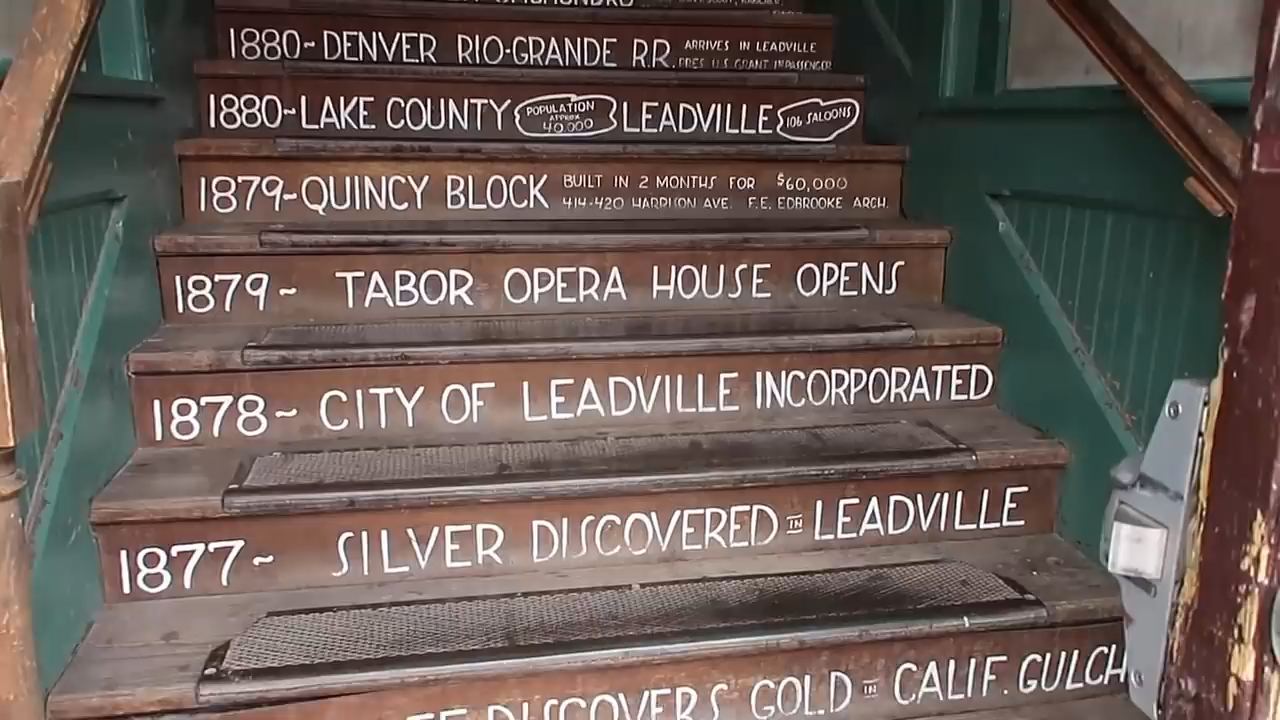 1880~DENVER RIO-GRANDE R.R. ARRIVES IN LEADVILLE
PRES. U.S. GRANT IN PASSENGER
1880~LAKE COUNTY POPULATION APPROX 40,000 LEADVILLE 106 SALOONS
1879-QUINCY BLOCK BUILT IN 2 MONTHS FOR $60,000
414-420 HARRISON AVE. F.E. EDBROOKE ARCH.
1879~ TABOR OPERA HOUSE OPENS
1878~ CITY OF LEADVILLE INCORPORATED
1877~ SILVER DISCOVERED IN LEADVILLE
DISCOVERS GOLD IN CALIF. GULCH